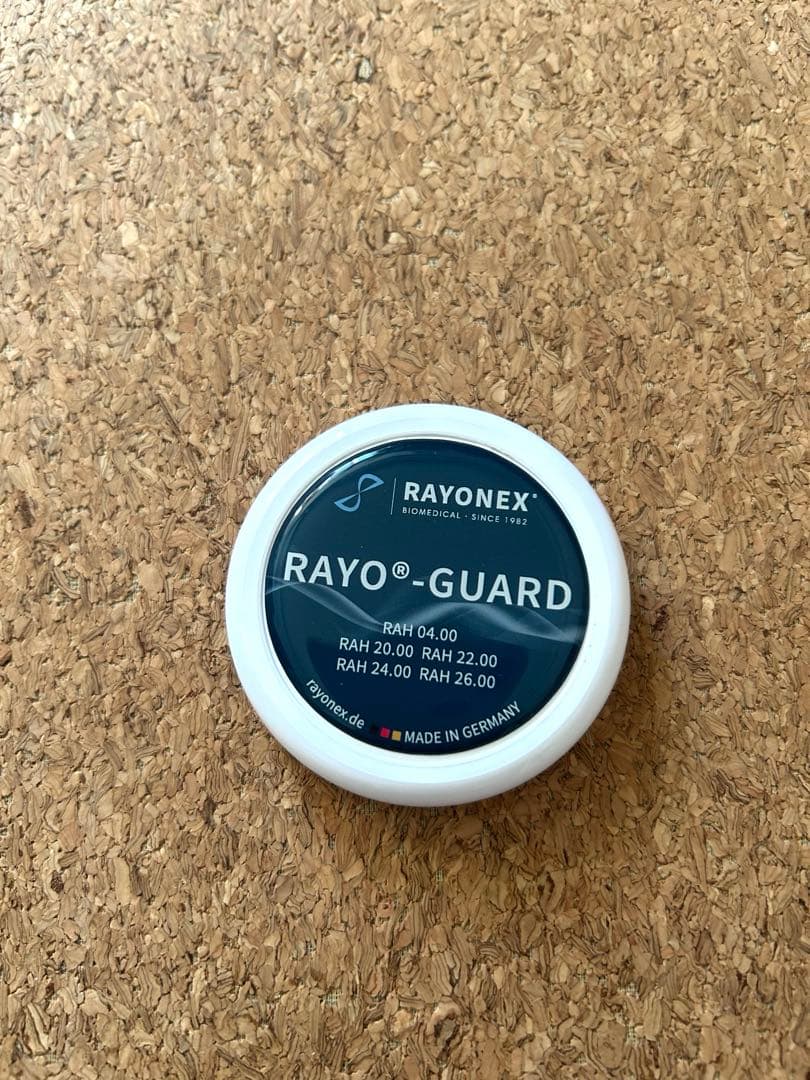 RAYONEX®
BIOMEDICAL · SINCE 1982
RAYO®-GUARD
RAH 04.00
RAH 20.00 RAH 22.00
RAH 24.00 RAH 26.00
rayonex.de MADE IN GERMANY